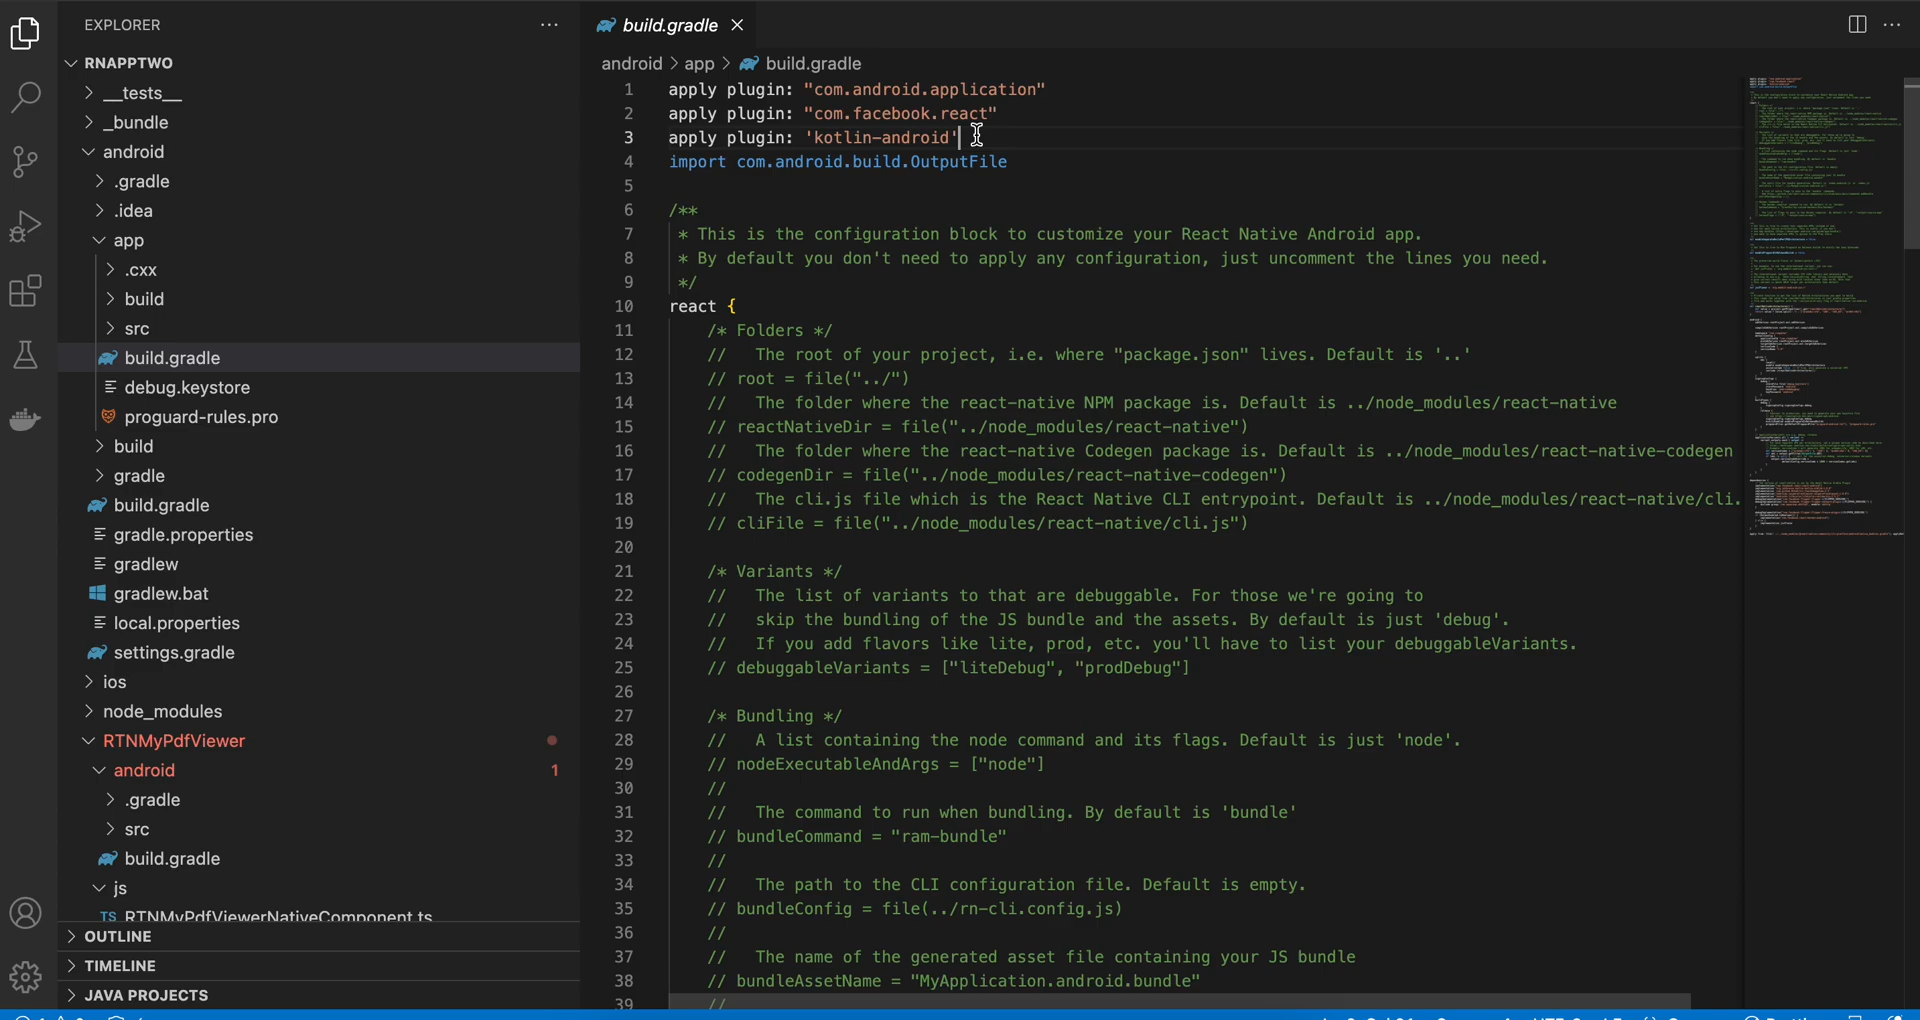 EXPLORER
RNAPPTWO
__tests__
_bundle
android
.gradle
.idea
app
.cxx
build
src
build.gradle
debug.keystore
proguard-rules.pro
build
gradle
build.gradle
gradle.properties
gradlew
gradlew.bat
local.properties
settings.gradle
ios
node_modules
RTNMyPdfViewer
android 1
.gradle
src
build.gradle
js
TS RTNMyPdfViewerNativeComponent.ts
OUTLINE
TIMELINE
JAVA PROJECTS
build.gradle
android > app > build.gradle
1 apply plugin: "com.android.application"
2 apply plugin: "com.facebook.react"
3 apply plugin: 'kotlin-android'
4 import com.android.build.OutputFile
5
6 /**
7 * This is the configuration block to customize your React Native Android app.
8 * By default you don't need to apply any configuration, just uncomment the lines you need.
9 */
10 react {
11 /* Folders */
12 // The root of your project, i.e. where "package.json" lives. Default is '..'
13 // root = file("../")
14 // The folder where the react-native NPM package is. Default is ../node_modules/react-native
15 // reactNativeDir = file("../node_modules/react-native")
16 // The folder where the react-native Codegen package is. Default is ../node_modules/react-native-codegen
17 // codegenDir = file("../node_modules/react-native-codegen")
18 // The cli.js file which is the React Native CLI entrypoint. Default is ../node_modules/react-native/cli.
19 // cliFile = file("../node_modules/react-native/cli.js")
20
21 /* Variants */
22 // The list of variants to that are debuggable. For those we're going to
23 // skip the bundling of the JS bundle and the assets. By default is just 'debug'.
24 // If you add flavors like lite, prod, etc. you'll have to list your debuggableVariants.
25 // debuggableVariants = ["liteDebug", "prodDebug"]
26
27 /* Bundling */
28 // A list containing the node command and its flags. Default is just 'node'.
29 // nodeExecutableAndArgs = ["node"]
30 //
31 // The command to run when bundling. By default is 'bundle'
32 // bundleCommand = "ram-bundle"
33 //
34 // The path to the CLI configuration file. Default is empty.
35 // bundleConfig = file(../rn-cli.config.js)
36 //
37 // The name of the generated asset file containing your JS bundle
38 // bundleAssetName = "MyApplication.android.bundle"
39 //